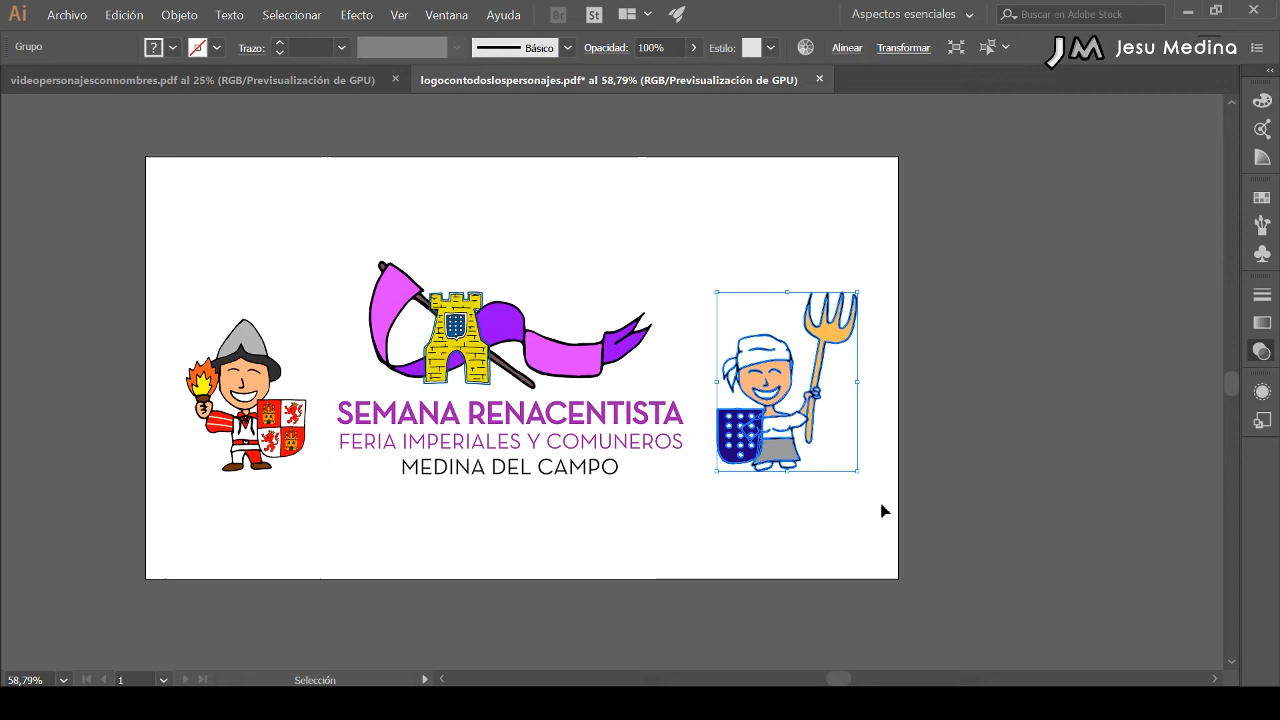 Ai Archivo Edición Objeto Texto Seleccionar Efecto Ver Ventana Ayuda Br St Aspectos esenciales Buscar en Adobe Stock
Grupo ? Trazo: Básico Opacidad: 100% Estilo: Alinear Transformar JM Jesu Medina
videopersonajesconnombres.pdf al 25% (RGB/Previsualización de GPU) × logocontodoslospersonajes.pdf* al 58,79% (RGB/Previsualización de GPU) ×
SEMANA RENACENTISTA
FERIA IMPERIALES Y COMUNEROS
MEDINA DEL CAMPO
58,79% 1 Selección